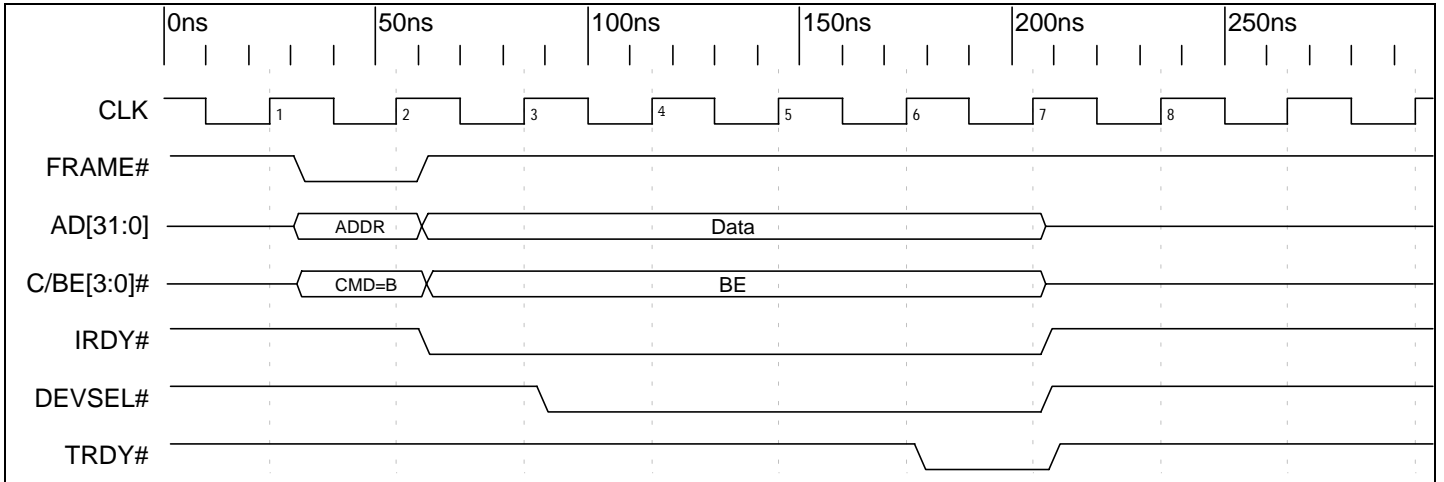 0ns 50ns 100ns 150ns 200ns 250ns
CLK 1 2 3 4 5 6 7 8
FRAME#
AD[31:0] ADDR Data
C/BE[3:0]# CMD=B BE
IRDY#
DEVSEL#
TRDY#